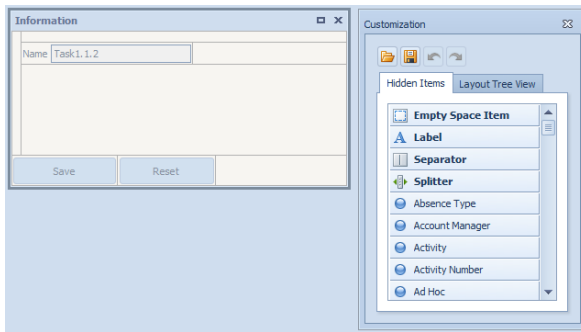 Information
Name Task1.1.2
Save Reset
Customization
Hidden Items Layout Tree View
Empty Space Item
A Label
Separator
Splitter
Absence Type
Account Manager
Activity
Activity Number
Ad Hoc